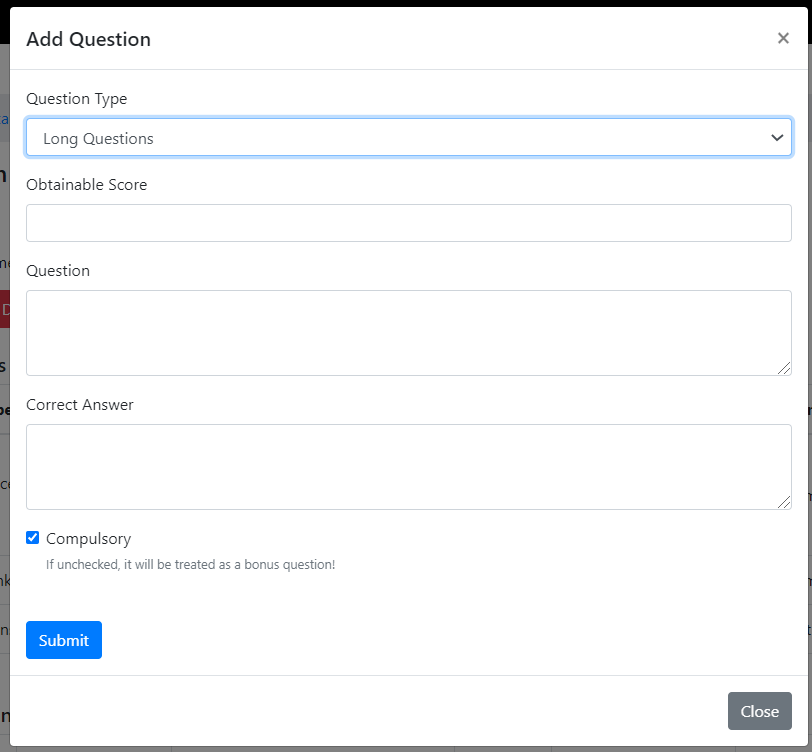 Add Question
×
Question Type
Long Questions
Obtainable Score
Question
Correct Answer
Compulsory
If unchecked, it will be treated as a bonus question!
Submit
Close